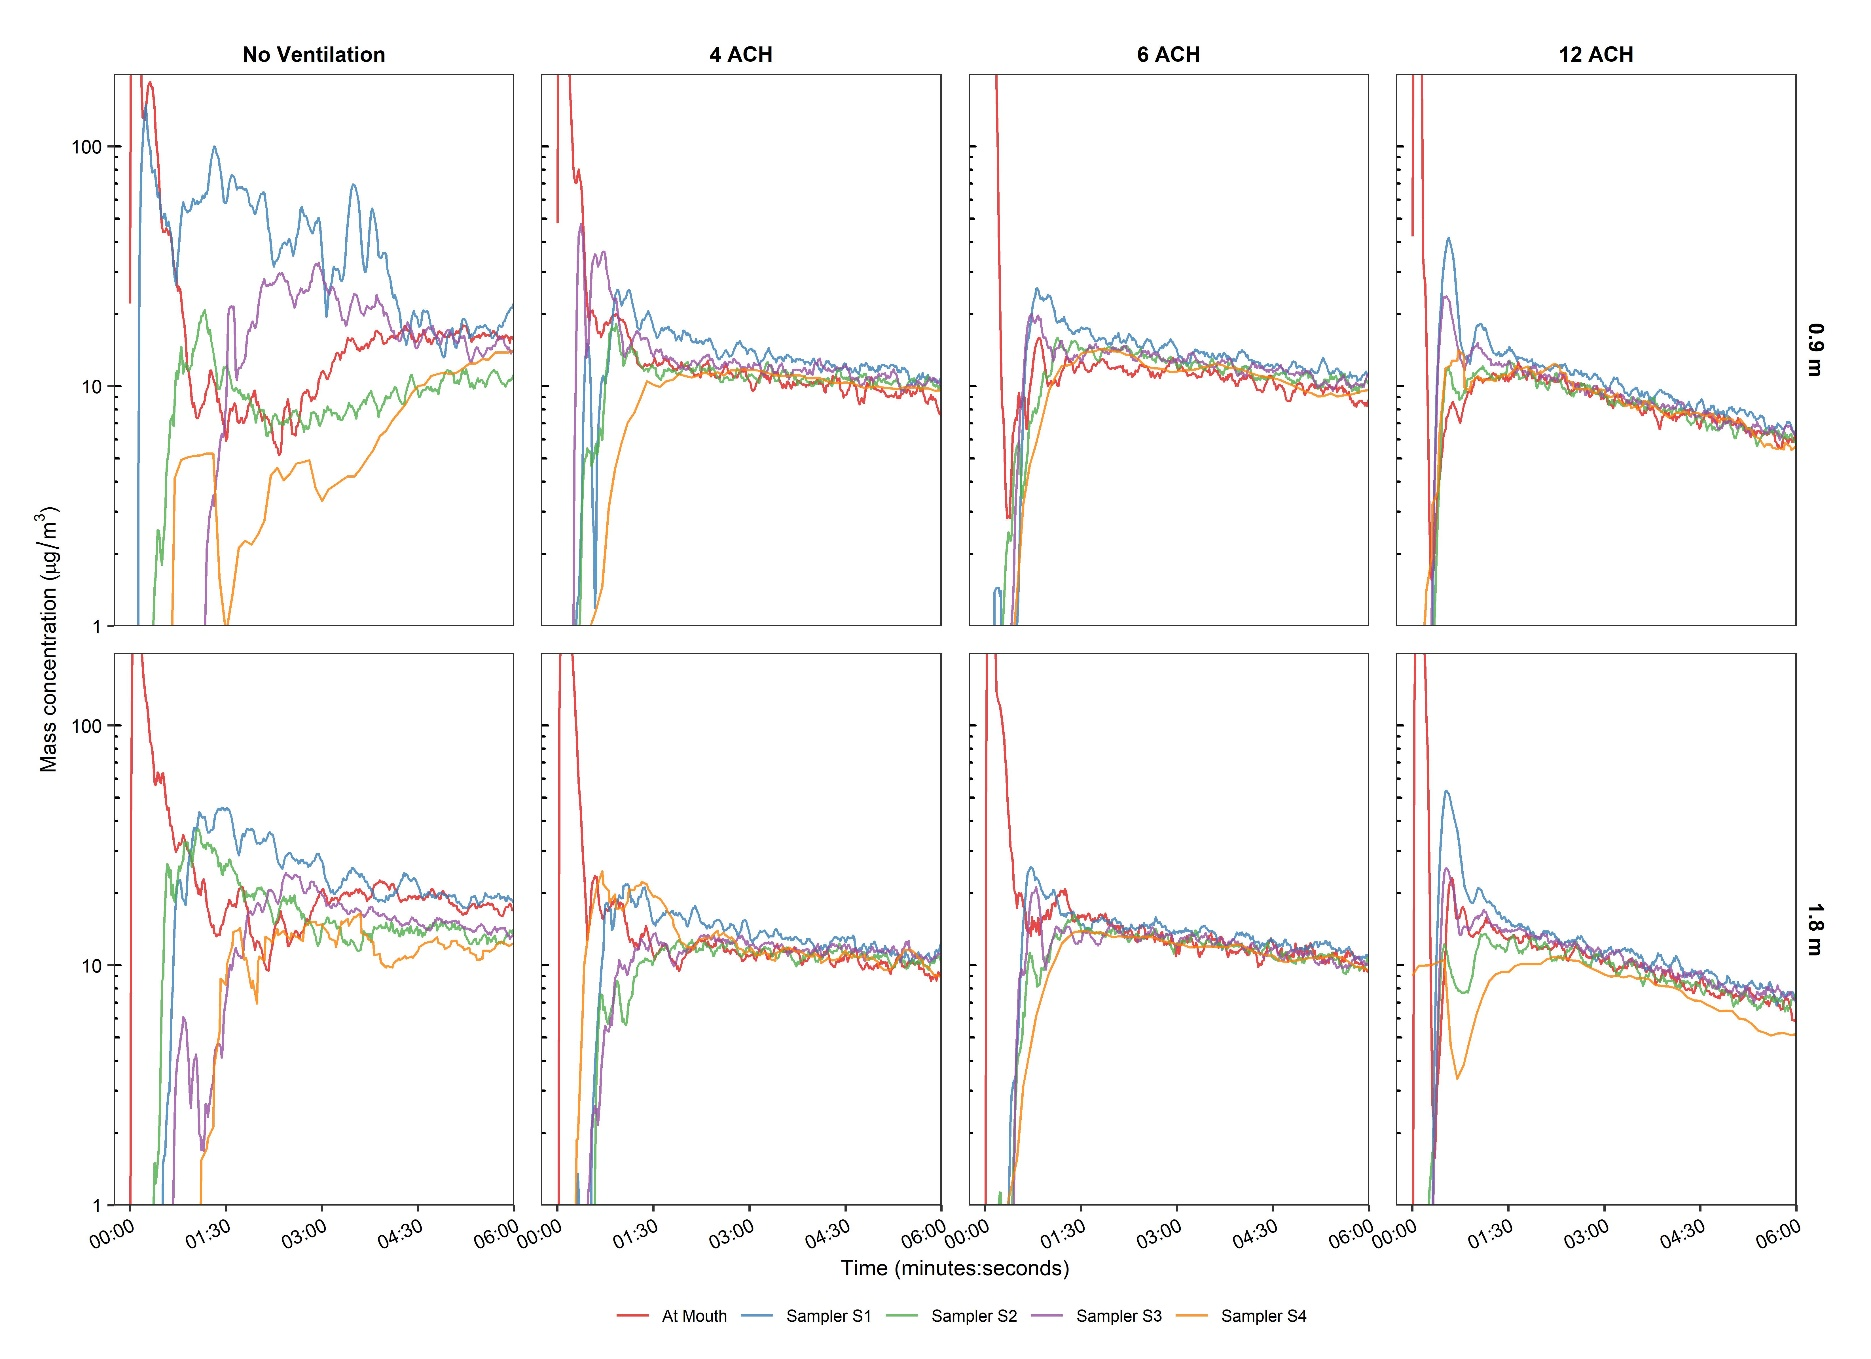 No Ventilation 4 ACH 6 ACH 12 ACH
100
10
1
0.9 m
Mass concentration (μg/m³)
100
10
1
1.8 m
00:00 01:30 03:00 04:30 06:00 00:00 01:30 03:00 04:30 06:00 00:00 01:30 03:00 04:30 06:00 00:00 01:30 03:00 04:30 06:00
Time (minutes:seconds)
At Mouth Sampler S1 Sampler S2 Sampler S3 Sampler S4